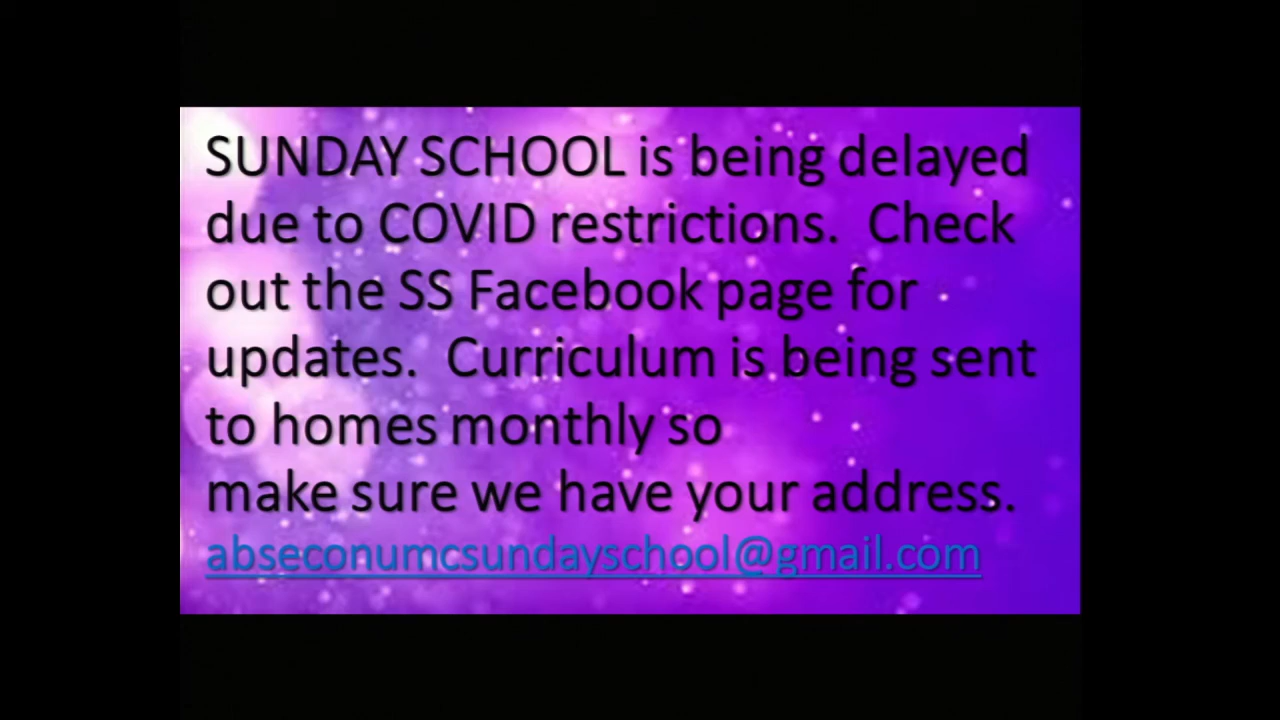 SUNDAY SCHOOL is being delayed
due to COVID restrictions.  Check
out the SS Facebook page for
updates.  Curriculum is being sent
to homes monthly so
make sure we have your address.
abseconumcsundayschool@gmail.com